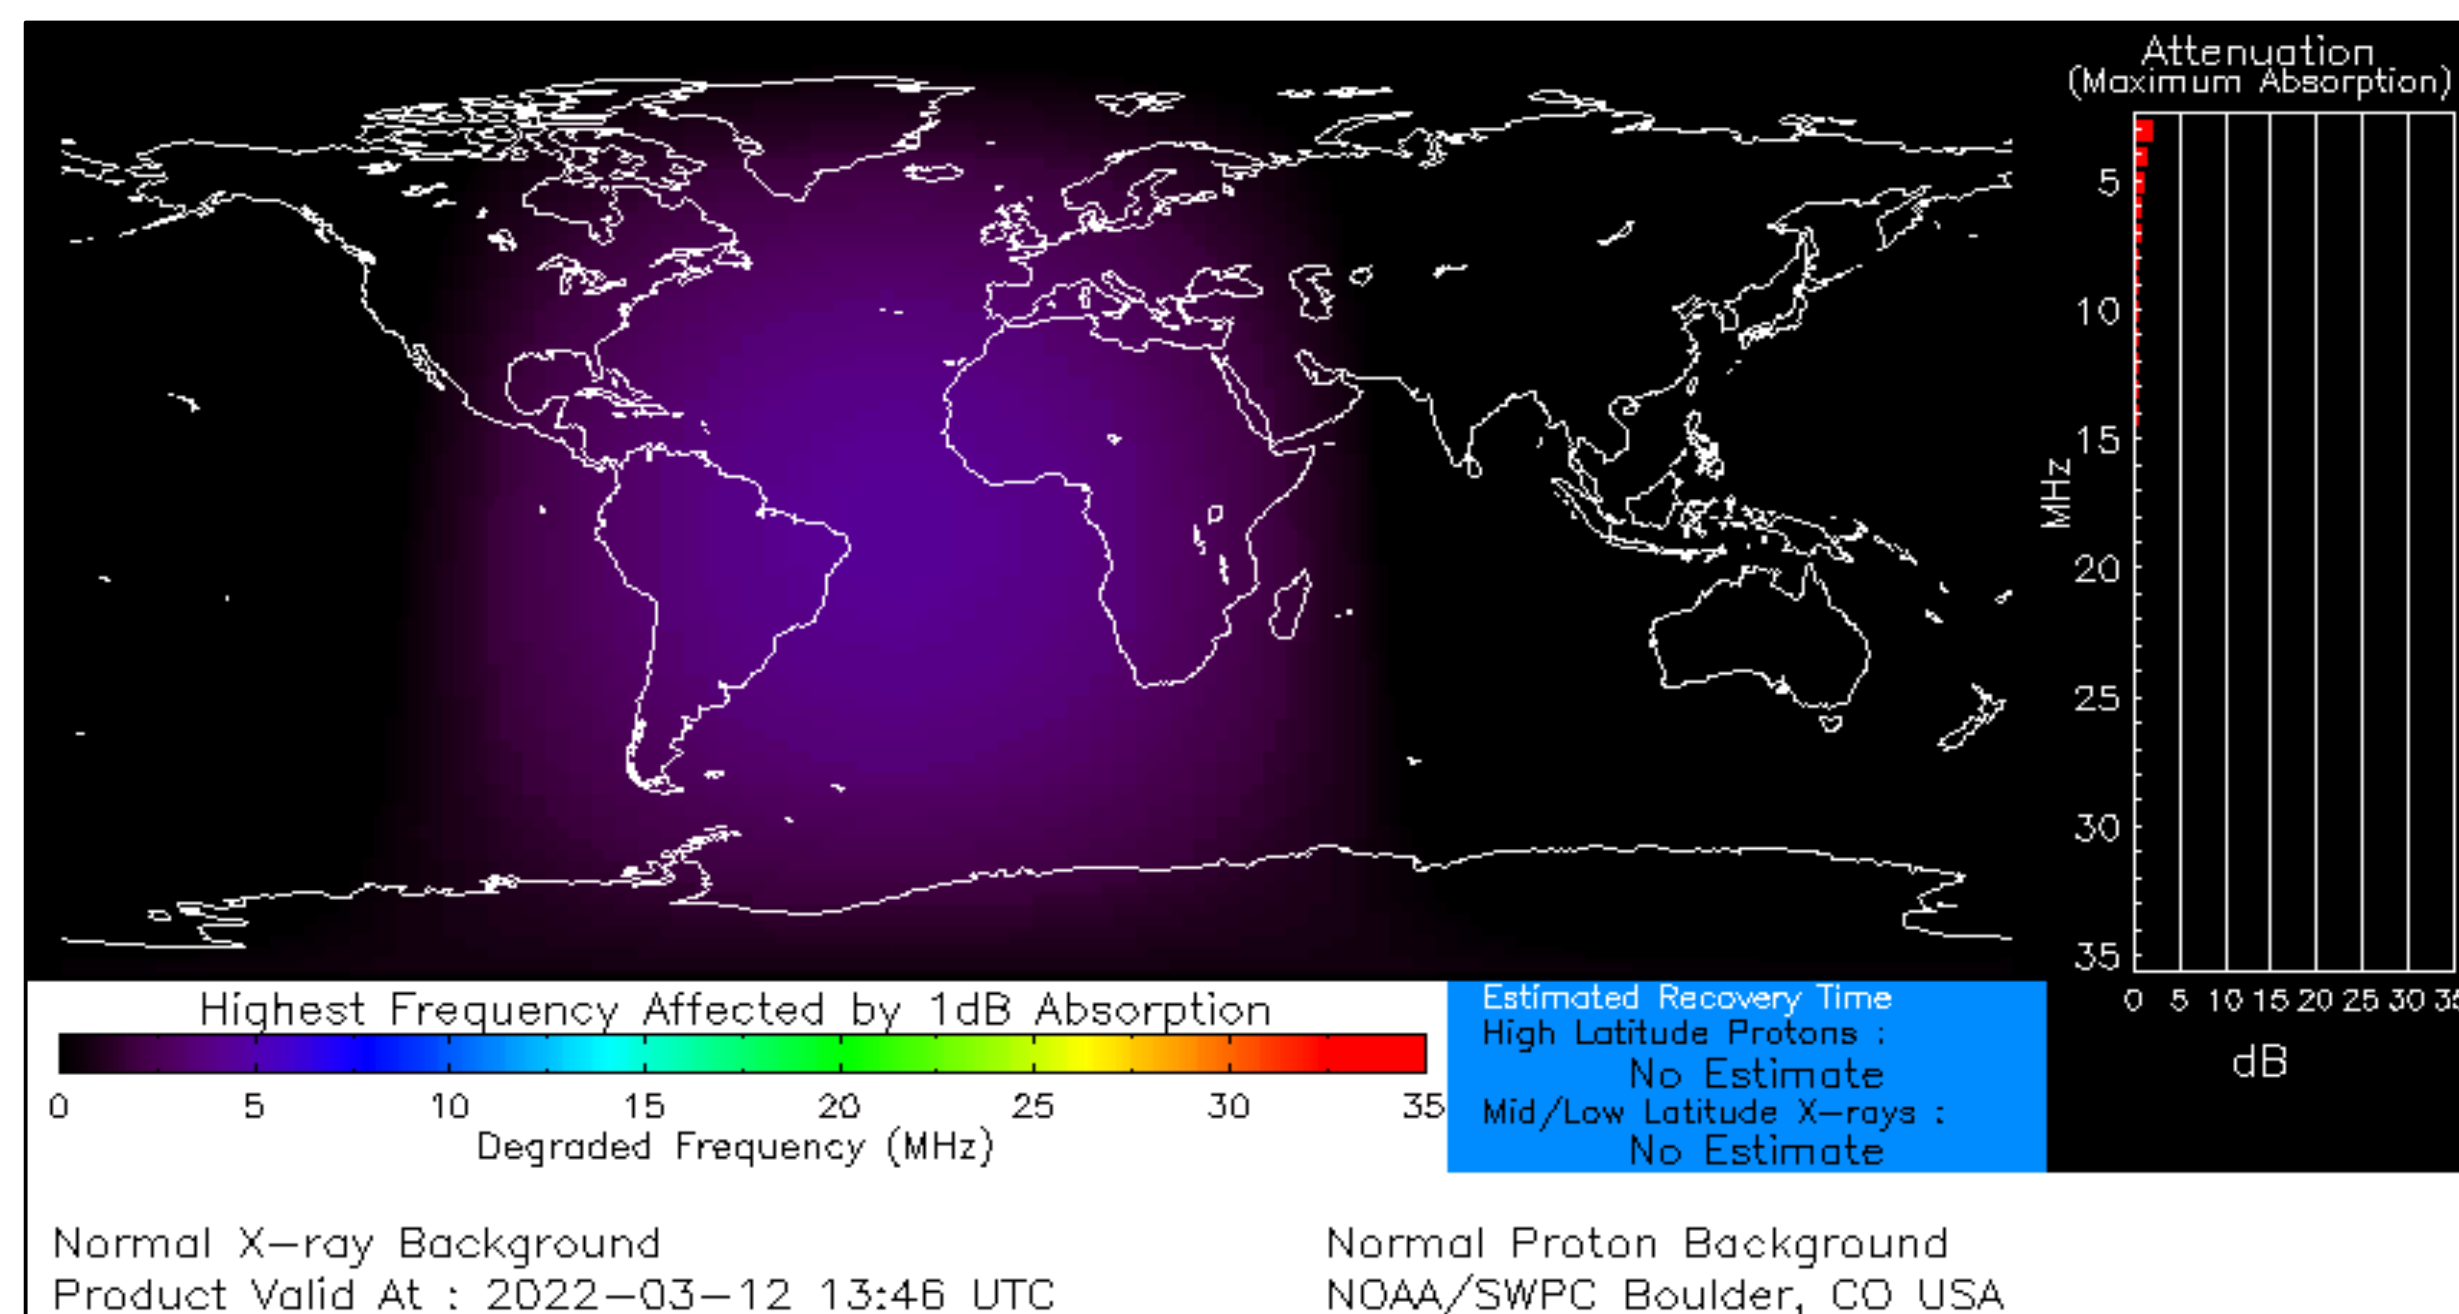 Attenuation
(Maximum Absorption)
5
10
15
20
25
30
35
MHz
0 5 10 15 20 25 30
dB
Highest Frequency Affected by 1dB Absorption
0 5 10 15 20 25 30 35
Degraded Frequency (MHz)
Estimated Recovery Time
High Latitude Protons :
No Estimate
Mid/Low Latitude X-rays :
No Estimate
Normal X-ray Background
Normal Proton Background
Product Valid At : 2022-03-12 13:46 UTC
NOAA/SWPC Boulder, CO USA